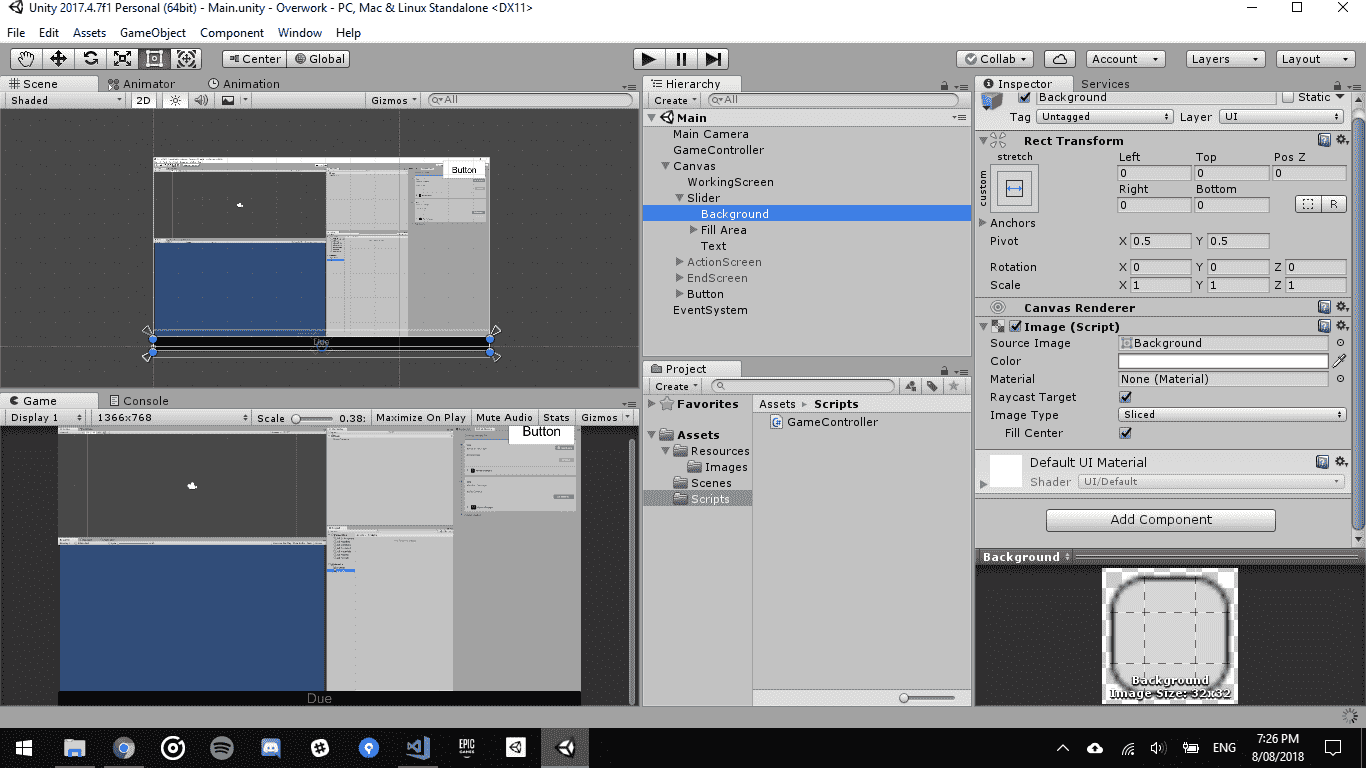 Unity 2017.4.7f1 Personal (64bit) - Main.unity - Overwork - PC, Mac & Linux Standalone <DX11>
File Edit Assets GameObject Component Window Help
Center Global
Collab Account Layers Layout
Scene Animator Animation
Shaded 2D Gizmos All
Button
Due
Game Console
Display 1 1366x768 Scale 0.38: Maximize On Play Mute Audio Stats Gizmos
Button
Due
Hierarchy
Create All
Main
Main Camera
GameController
Canvas
WorkingScreen
Slider
Background
Fill Area
Text
ActionScreen
EndScreen
Button
EventSystem
Project
Create
Favorites
Assets
Resources
Images
Scenes
Scripts
Assets Scripts
GameController
Inspector Services
Background Static
Tag Untagged Layer UI
Rect Transform
stretch
custom
Left Top Pos Z
0 0 0
Right Bottom
0 0 R
Anchors
Pivot X 0.5 Y 0.5
Rotation X 0 Y 0 Z 0
Scale X 1 Y 1 Z 1
Canvas Renderer
Image (Script)
Source Image Background
Color
Material None (Material)
Raycast Target
Image Type Sliced
Fill Center
Default UI Material
Shader UI/Default
Add Component
Background
Background
Image Size: 32x32
EPIC
GAMES
ENG
7:26 PM
8/08/2018